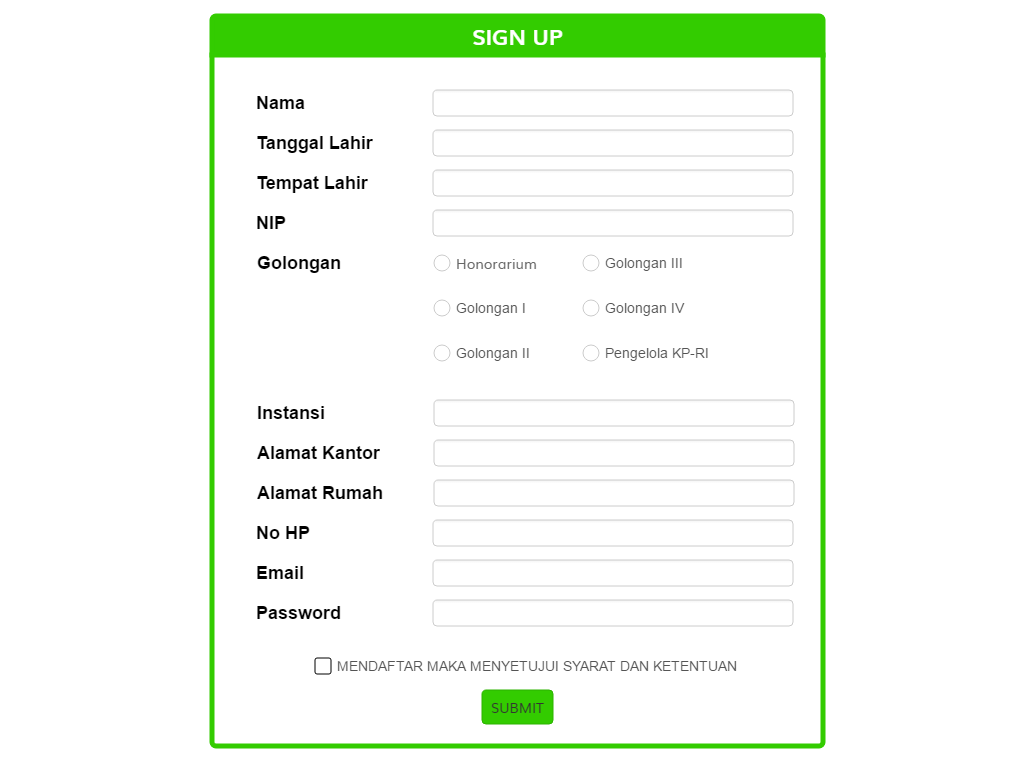 SIGN UP
Nama
Tanggal Lahir
Tempat Lahir
NIP
Golongan
Honorarium
Golongan III
Golongan I
Golongan IV
Golongan II
Pengelola KP-RI
Instansi
Alamat Kantor
Alamat Rumah
No HP
Email
Password
MENDAFTAR MAKA MENYETUJUI SYARAT DAN KETENTUAN
SUBMIT